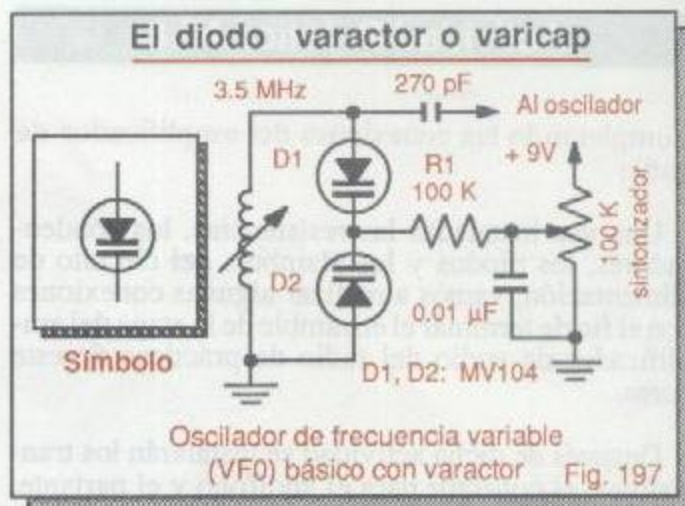 El diodo varactor o varicap
3.5 MHz
270 pF
Al oscilador
D1
R1
100 K
+ 9V
100 K
sintonizador
D2
0.01 µF
Símbolo
D1, D2: MV104
Oscilador de frecuencia variable
(VF0) básico con varactor
Fig. 197